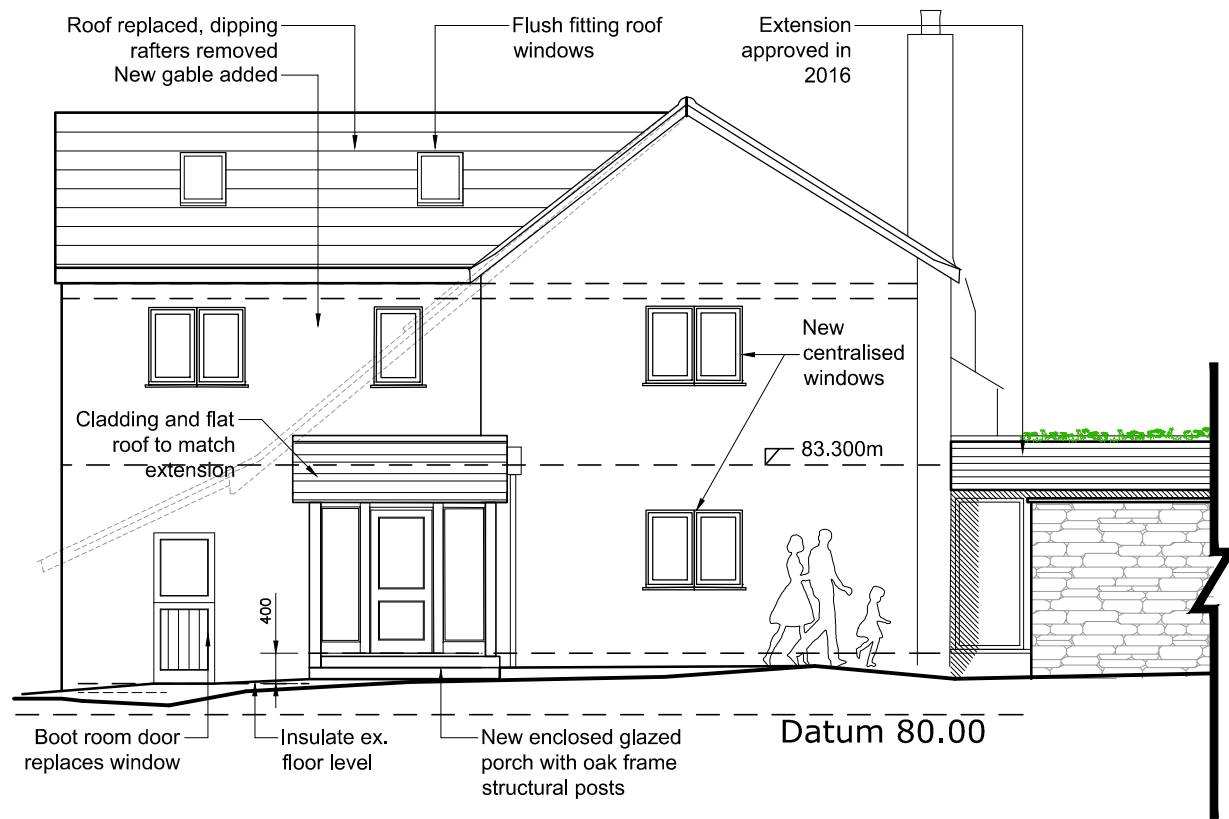 Roof replaced, dipping
rafters removed
New gable added
Flush fitting roof
windows
Extension
approved in
2016
New
centralised
windows
Cladding and flat
roof to match
extension
83.300m
400
Datum 80.00
Boot room door
replaces window
Insulate ex.
floor level
New enclosed glazed
porch with oak frame
structural posts